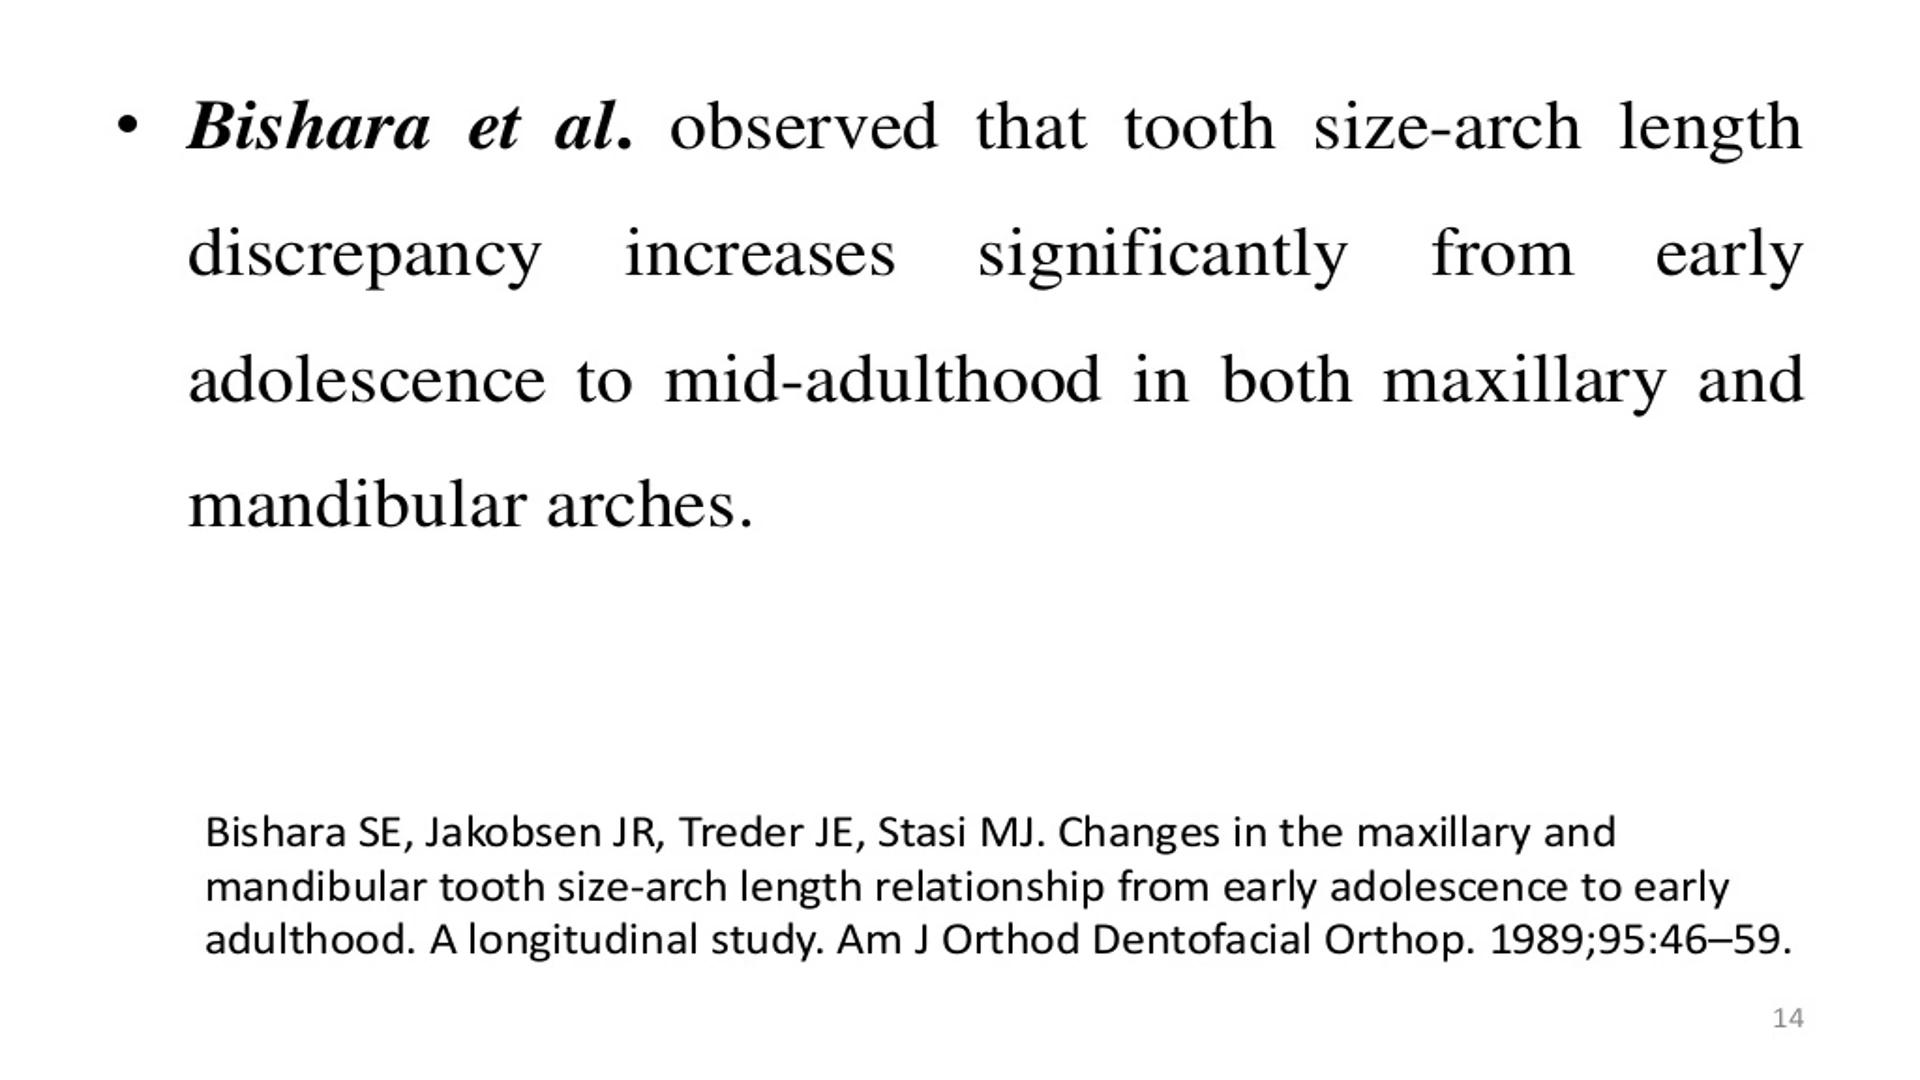 • Bishara et al. observed that tooth size-arch length
discrepancy increases significantly from early
adolescence to mid-adulthood in both maxillary and
mandibular arches.
Bishara SE, Jakobsen JR, Treder JE, Stasi MJ. Changes in the maxillary and
mandibular tooth size-arch length relationship from early adolescence to early
adulthood. A longitudinal study. Am J Orthod Dentofacial Orthop. 1989;95:46–59.
14